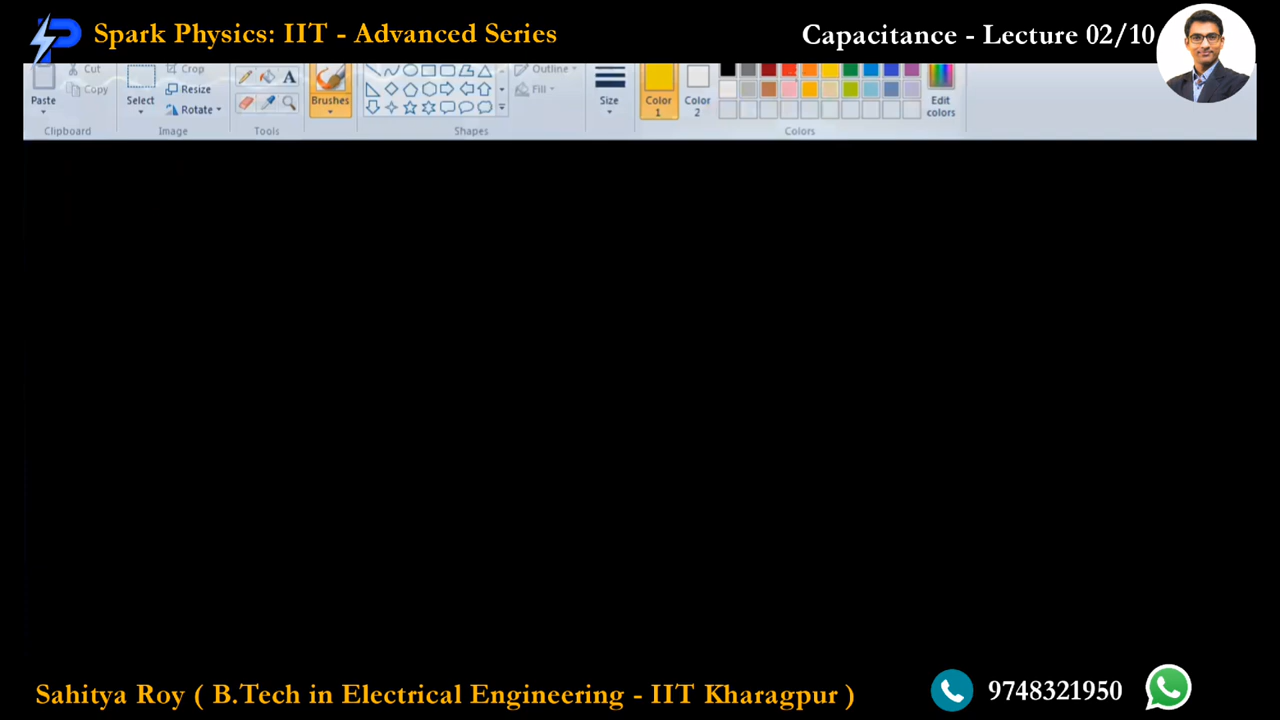 Spark Physics: IIT - Advanced Series
Capacitance - Lecture 02/10
Cut
Crop
Outline
Paste
Copy
Select
Resize
Rotate
A
Brushes
Fill
Size
Color 1
Color 2
Edit colors
Clipboard
Image
Tools
Shapes
Colors
Sahitya Roy ( B.Tech in Electrical Engineering - IIT Kharagpur )
9748321950